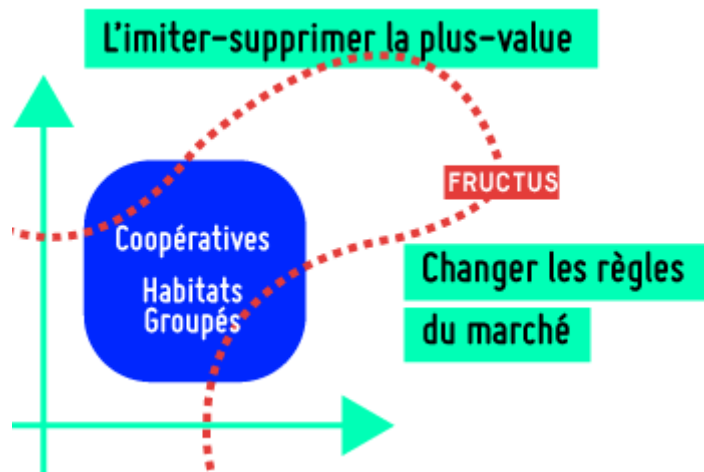 L'imiter-supprimer la plus-value
FRUCTUS
Coopératives
Habitats
Groupés
Changer les règles
du marché